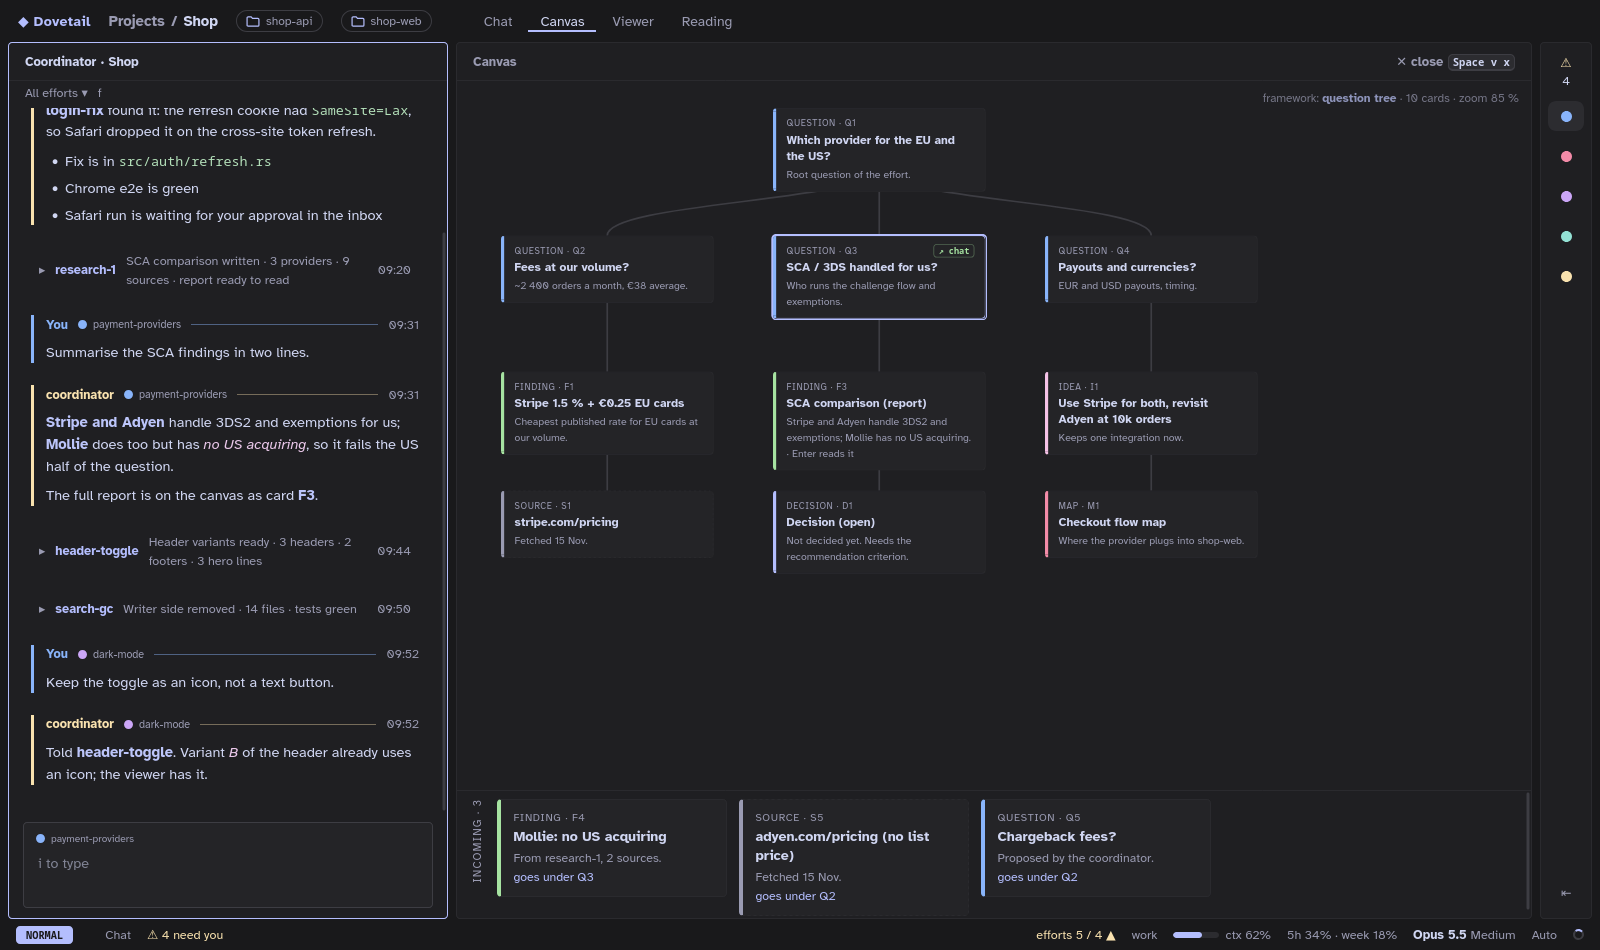 ◆ Dovetail Projects / Shop shop-api shop-web Chat Canvas Viewer Reading
Coordinator · Shop
All efforts ▾ f
login-fix found it: the refresh cookie had SameSite=Lax,
so Safari dropped it on the cross-site token refresh.
• Fix is in src/auth/refresh.rs
• Chrome e2e is green
• Safari run is waiting for your approval in the inbox
▸ research-1 SCA comparison written · 3 providers · 9 09:20
sources · report ready to read
You payment-providers 09:31
Summarise the SCA findings in two lines.
coordinator payment-providers 09:31
Stripe and Adyen handle 3DS2 and exemptions for us;
Mollie does too but has no US acquiring, so it fails the US
half of the question.
The full report is on the canvas as card F3.
▸ header-toggle Header variants ready · 3 headers · 2 09:44
footers · 3 hero lines
▸ search-gc Writer side removed · 14 files · tests green 09:50
You dark-mode 09:52
Keep the toggle as an icon, not a text button.
coordinator dark-mode 09:52
Told header-toggle. Variant B of the header already uses
an icon; the viewer has it.
payment-providers
i to type
Canvas
✕ close Space v x
framework: question tree · 10 cards · zoom 85 %
QUESTION · Q1
Which provider for the EU and
the US?
Root question of the effort.
QUESTION · Q2
Fees at our volume?
~2 400 orders a month, €38 average.
QUESTION · Q3
↗ chat
SCA / 3DS handled for us?
Who runs the challenge flow and
exemptions.
QUESTION · Q4
Payouts and currencies?
EUR and USD payouts, timing.
FINDING · F1
Stripe 1.5 % + €0.25 EU cards
Cheapest published rate for EU cards at
our volume.
FINDING · F3
SCA comparison (report)
Stripe and Adyen handle 3DS2 and
exemptions; Mollie has no US acquiring.
· Enter reads it
IDEA · I1
Use Stripe for both, revisit
Adyen at 10k orders
Keeps one integration now.
SOURCE · S1
stripe.com/pricing
Fetched 15 Nov.
DECISION · D1
Decision (open)
Not decided yet. Needs the
recommendation criterion.
MAP · M1
Checkout flow map
Where the provider plugs into shop-web.
INCOMING · 3
FINDING · F4
Mollie: no US acquiring
From research-1, 2 sources.
goes under Q3
SOURCE · S5
adyen.com/pricing (no list
price)
Fetched 15 Nov.
goes under Q2
QUESTION · Q5
Chargeback fees?
Proposed by the coordinator.
goes under Q2
⚠
4
⇤
NORMAL Chat ⚠ 4 need you efforts 5 / 4 ▲ work ctx 62% 5h 34% · week 18% Opus 5.5 Medium Auto